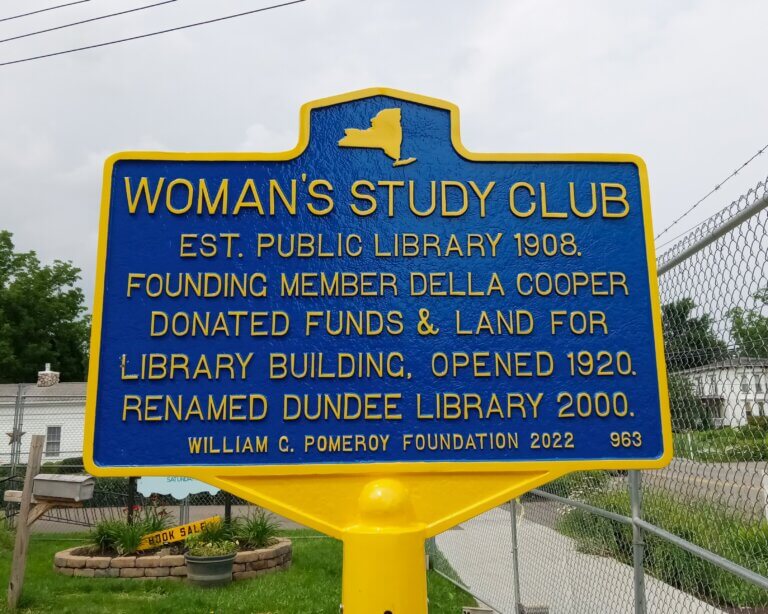 WOMAN'S STUDY CLUB
EST. PUBLIC LIBRARY 1908.
FOUNDING MEMBER DELLA COOPER
DONATED FUNDS & LAND FOR
LIBRARY BUILDING, OPENED 1920.
RENAMED DUNDEE LIBRARY 2000.
WILLIAM G. POMEROY FOUNDATION 2022 963
SATURDAY
BOOK SALE